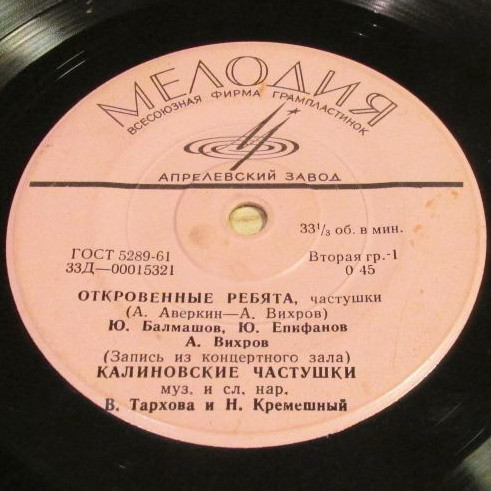 МЕЛОДИЯ
ВСЕСОЮЗНАЯ ФИРМА ГРАМПЛАСТИНОК
АПРЕЛЕВСКИЙ ЗАВОД
33⅓ об. в мин.
ГОСТ 5289-61
Вторая гр.-1
33Д—00015321
0 45
ОТКРОВЕННЫЕ РЕБЯТА, частушки
(А. Аверкин—А. Вихров)
Ю. Балмашов, Ю. Епифанов
А. Вихров
(Запись из концертного зала)
КАЛИНОВСКИЕ ЧАСТУШКИ
муз. и сл. нар.
В. Тархова и Н. Кремешный